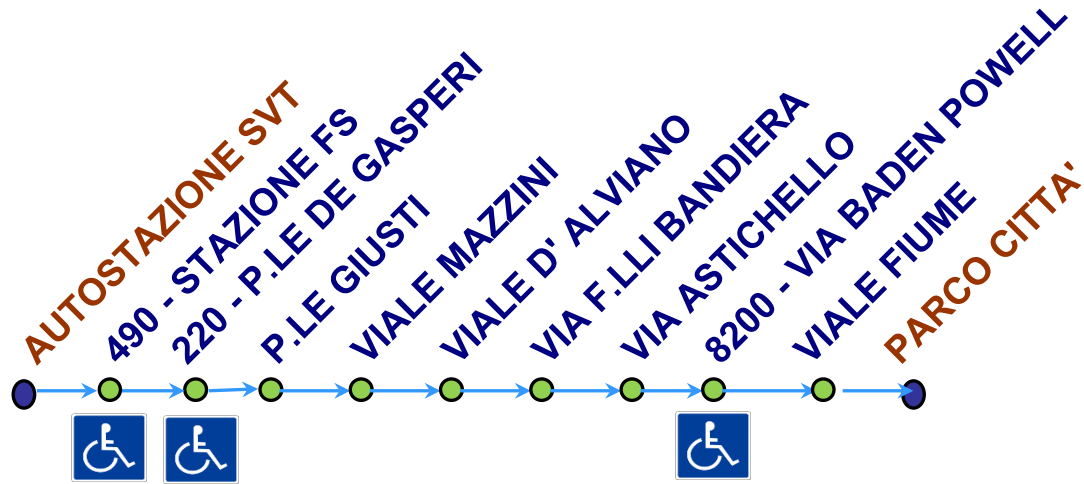 AUTOSTAZIONE SVT
490 - STAZIONE FS
220 - P.LE DE GASPERI
P.LE GIUSTI
VIALE MAZZINI
VIALE D' ALVIANO
VIA F.LLI BANDIERA
VIA ASTICHELLO
8200 - VIA BADEN POWELL
VIALE FIUME
PARCO CITTA'